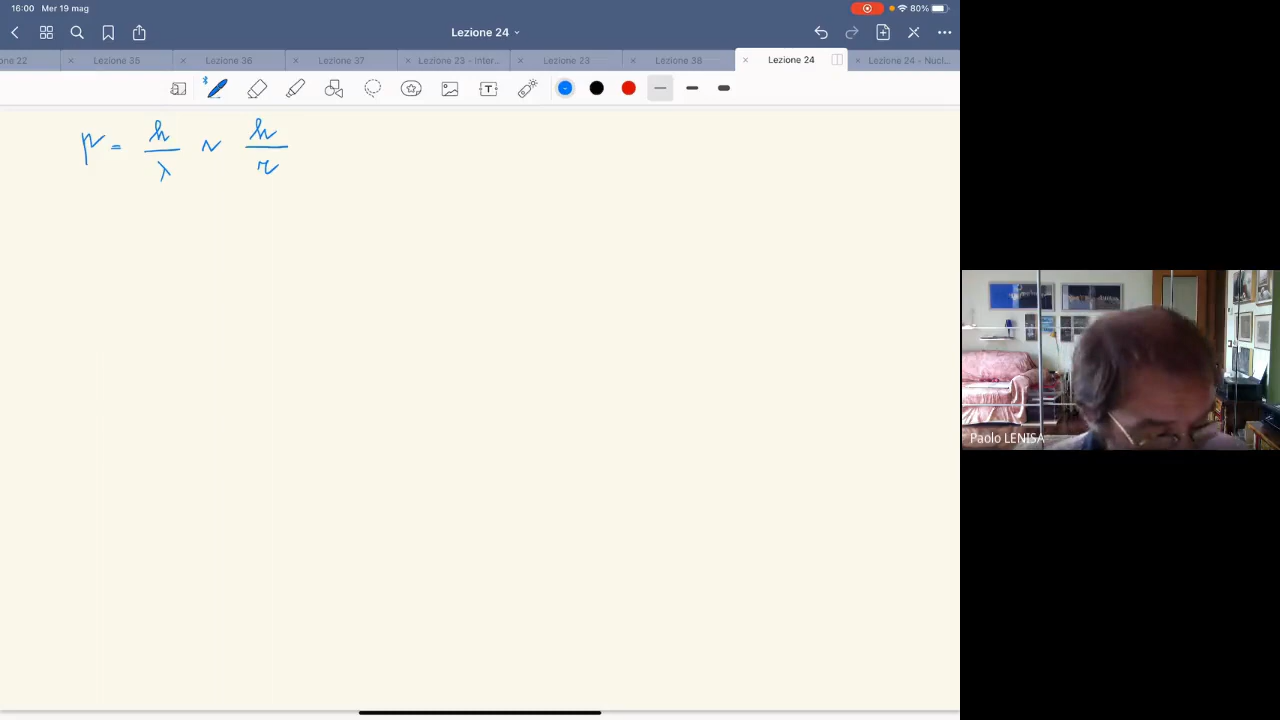 16:00 Mer 19 mag
80%
Lezione 24
one 22
Lezione 35
Lezione 36
Lezione 37
Lezione 23 - Inter...
Lezione 23
Lezione 38
Lezione 24
Lezione 24 - Nucl...
T
p = h/λ ~ h/r
Paolo LENISA